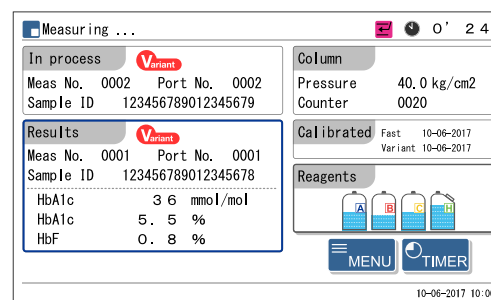 Measuring ...
0' 24
In process Variant
Meas No. 0002 Port No. 0002
Sample ID 123456789012345679
Results Variant
Meas No. 0001 Port No. 0001
Sample ID 123456789012345679
HbA1c 36 mmol/mol
HbA1c 5.5 %
HbF 0.8 %
Column
Pressure 40.0 kg/cm2
Counter 0020
Calibrated Fast 10-06-2017
Variant 10-06-2017
Reagents
A B C H
MENU TIMER
10-06-2017 10:0